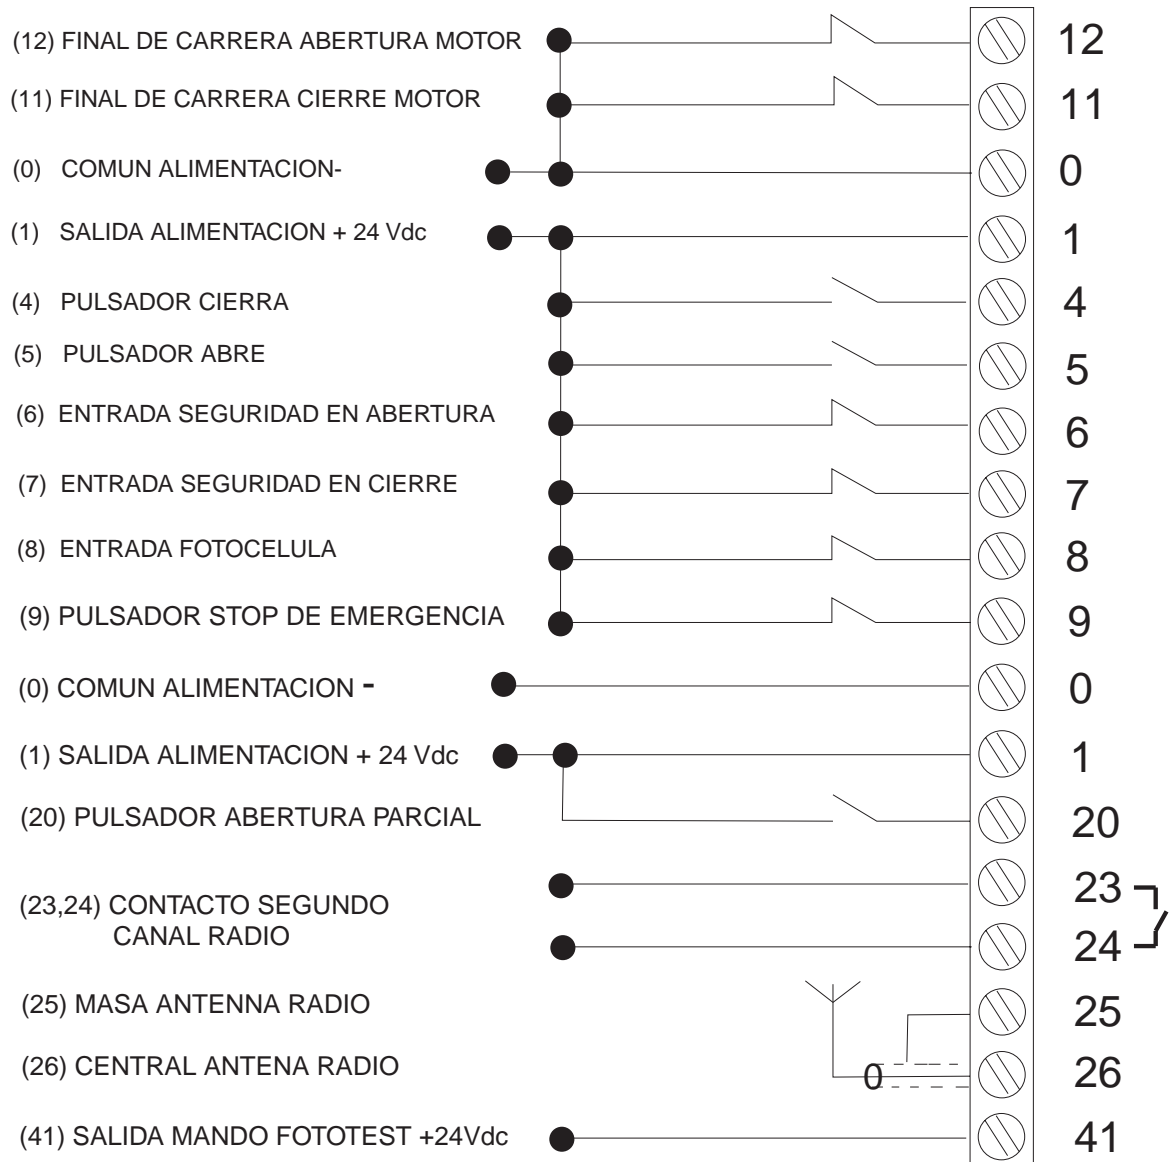 (12) FINAL DE CARRERA ABERTURA MOTOR 12
(11) FINAL DE CARRERA CIERRE MOTOR 11
(0) COMUN ALIMENTACION- 0
(1) SALIDA ALIMENTACION + 24 Vdc 1
(4) PULSADOR CIERRA 4
(5) PULSADOR ABRE 5
(6) ENTRADA SEGURIDAD EN ABERTURA 6
(7) ENTRADA SEGURIDAD EN CIERRE 7
(8) ENTRADA FOTOCELULA 8
(9) PULSADOR STOP DE EMERGENCIA 9
(0) COMUN ALIMENTACION - 0
(1) SALIDA ALIMENTACION + 24 Vdc 1
(20) PULSADOR ABERTURA PARCIAL 20
(23,24) CONTACTO SEGUNDO 23
CANAL RADIO 24
(25) MASA ANTENNA RADIO 25
(26) CENTRAL ANTENA RADIO 0 26
(41) SALIDA MANDO FOTOTEST +24Vdc 41